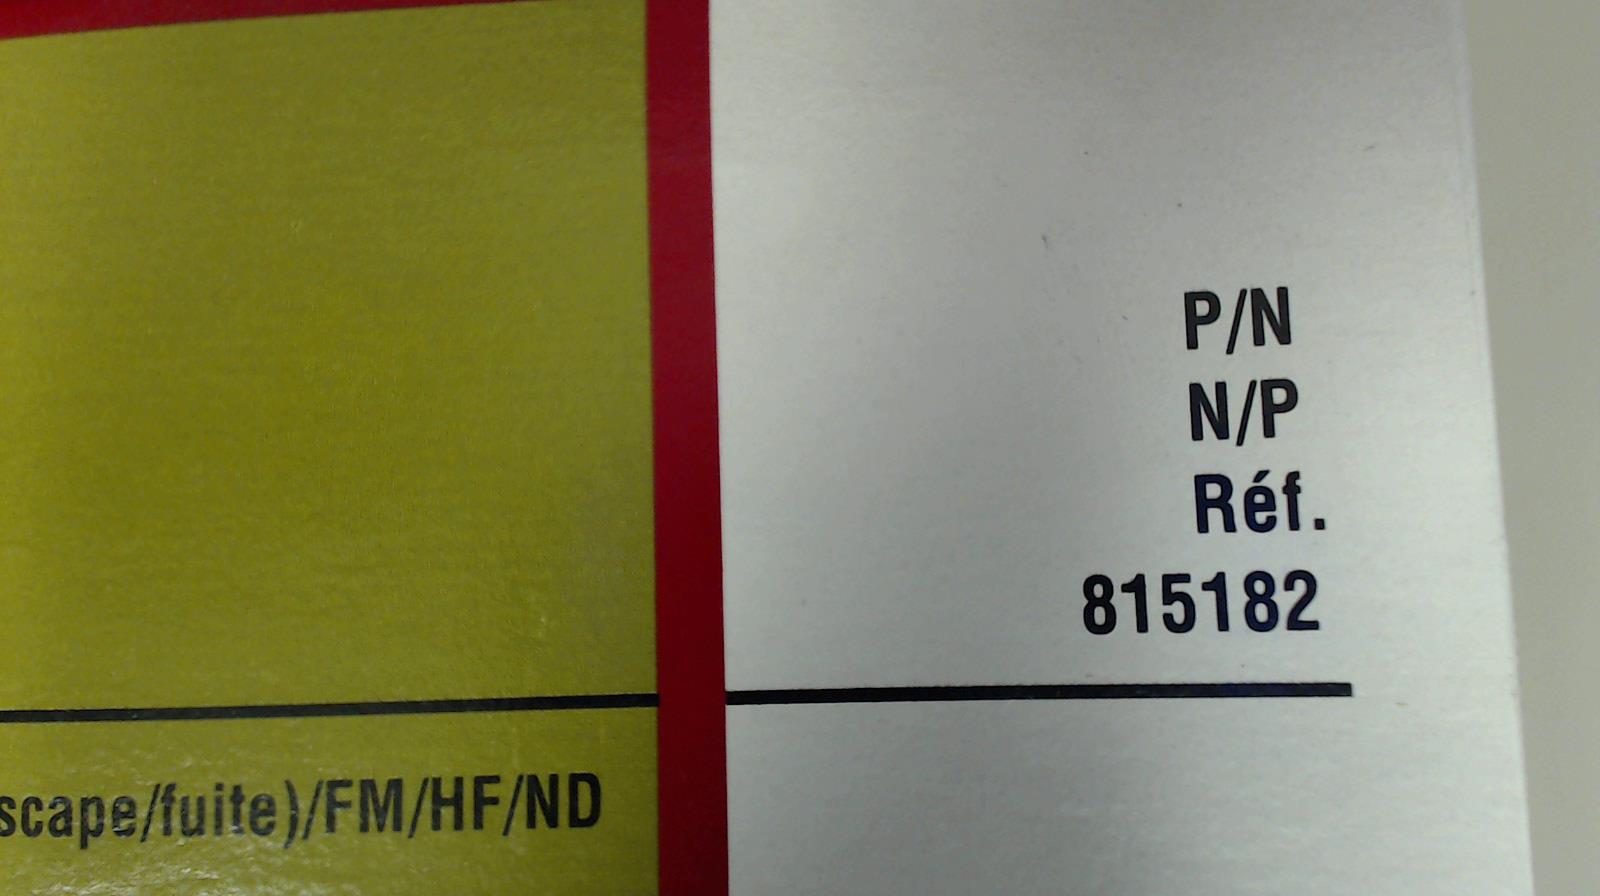 P/N
N/P
Réf.
815182
scape/fuite)/FM/HF/ND